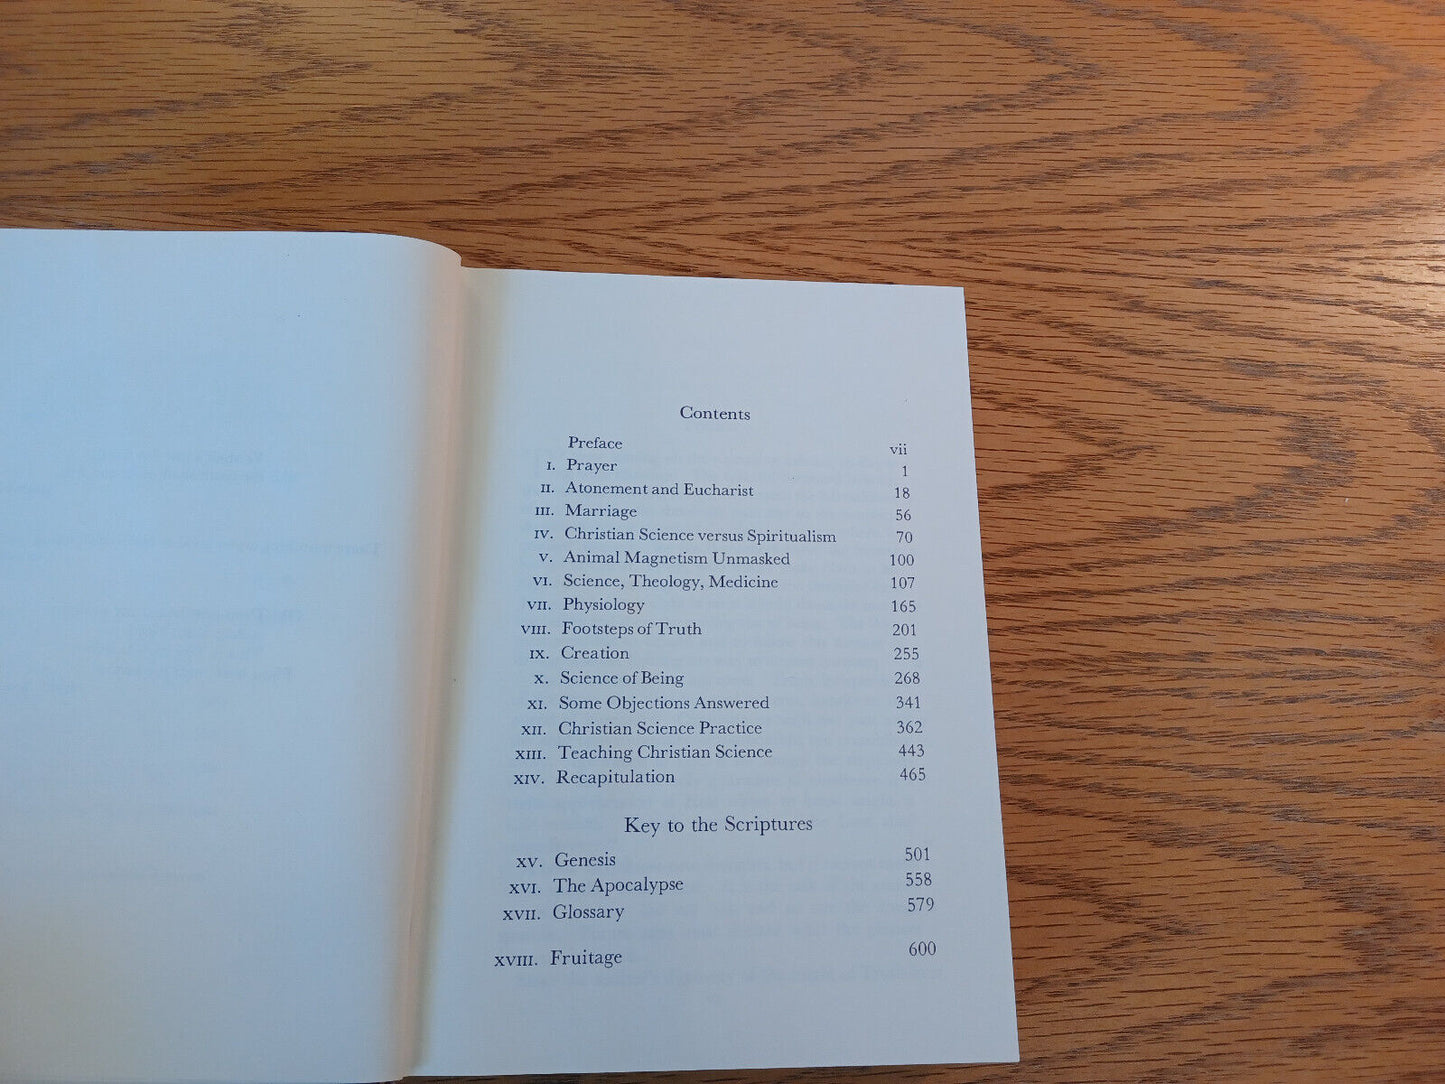 Contents
Preface vii
I. Prayer 1
II. Atonement and Eucharist 18
III. Marriage 56
IV. Christian Science versus Spiritualism 70
V. Animal Magnetism Unmasked 100
VI. Science, Theology, Medicine 107
VII. Physiology 165
VIII. Footsteps of Truth 201
IX. Creation 255
X. Science of Being 268
XI. Some Objections Answered 341
XII. Christian Science Practice 362
XIII. Teaching Christian Science 443
XIV. Recapitulation 465
Key to the Scriptures
XV. Genesis 501
XVI. The Apocalypse 558
XVII. Glossary 579
XVIII. Fruitage 600